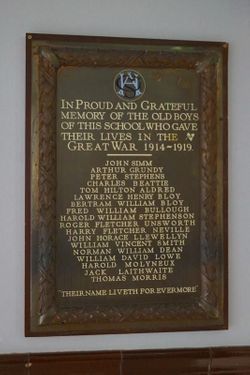 IN PROUD AND GRATEFUL
MEMORY OF THE OLD BOYS
OF THIS SCHOOL WHO GAVE
THEIR LIVES IN THE
GREAT WAR 1914-1919.
JOHN SIMM
ARTHUR GRUNDY
PETER STEPHENS
CHARLES BEATTIE
TOM HILTON ALDRED
LAWRENCE HENRY BLOY
BERTRAM WILLIAM BLOY
FRED WILLIAM BULLOUGH
HAROLD WILLIAM STEPHENSON
ROGER FLETCHER UNSWORTH
HARRY FLETCHER NEVILLE
JOHN HORACE LLEWELLYN
WILLIAM VINCENT SMITH
NORMAN WILLIAM DEAN
WILLIAM DAVID LOWE
HAROLD MOLYNEUX
JACK LAITHWAITE
THOMAS MORRIS
"THEIR NAME LIVETH FOR EVERMORE"